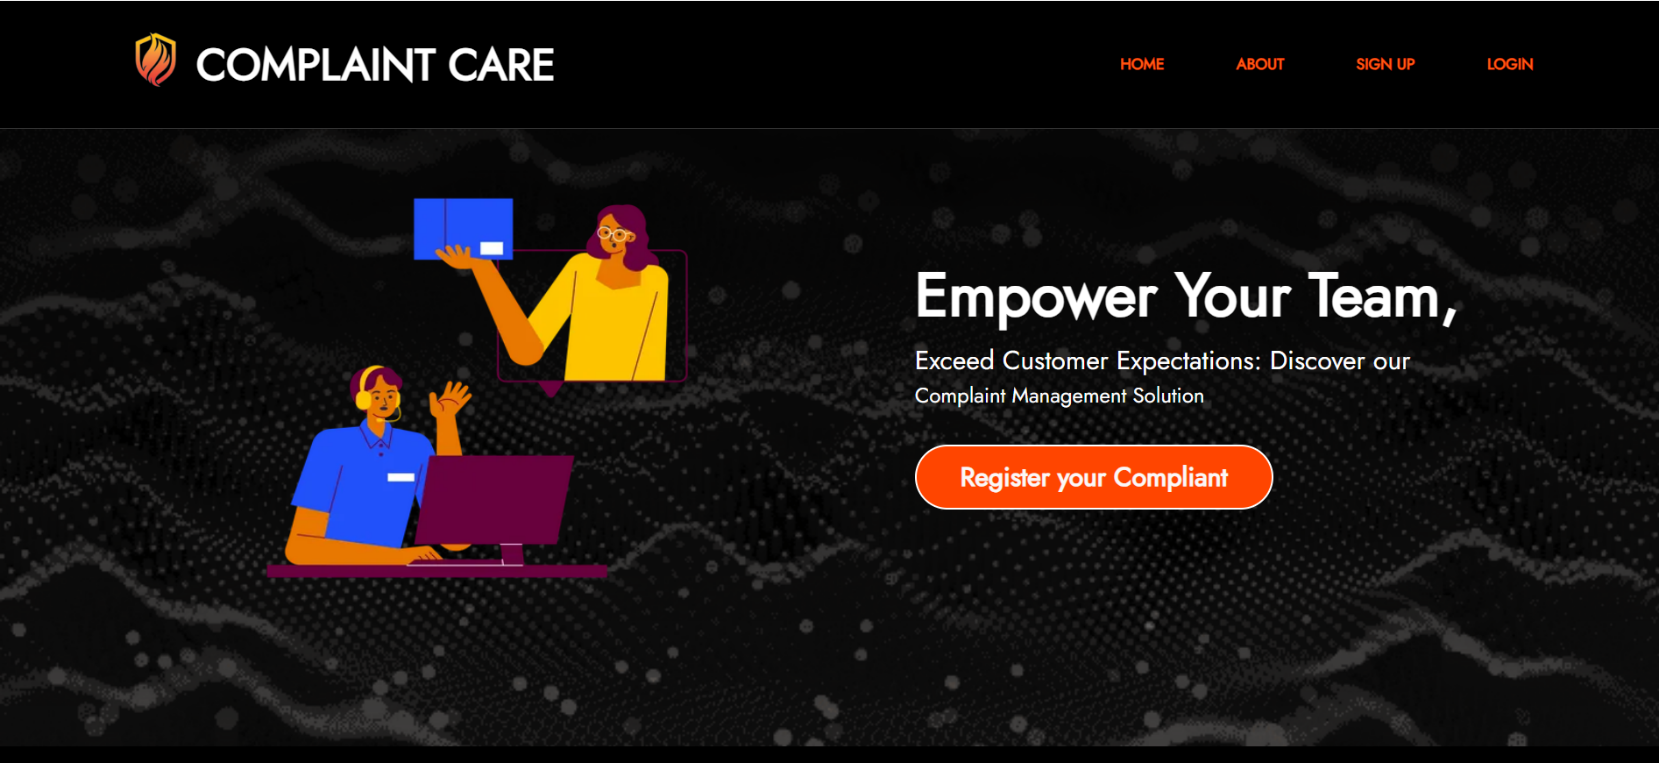 COMPLAINT CARE
HOME ABOUT SIGN UP LOGIN
Empower Your Team,
Exceed Customer Expectations: Discover our
Complaint Management Solution
Register your Compliant